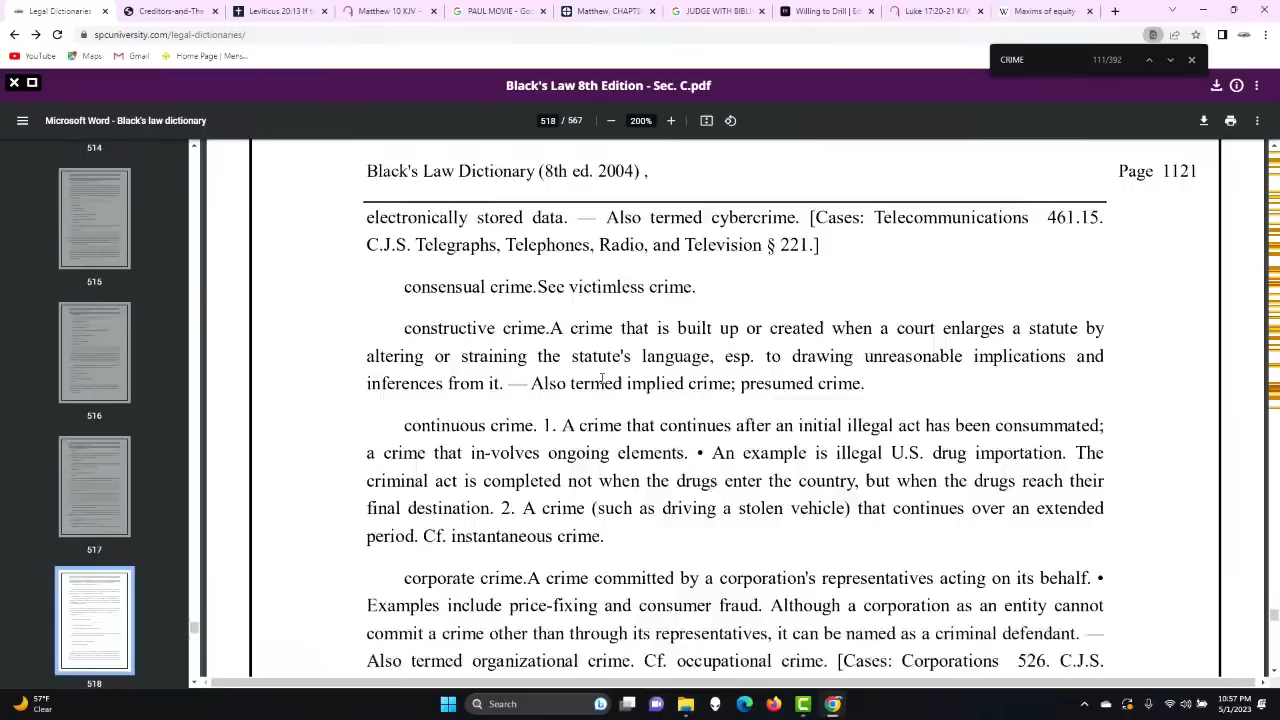 Leviticus 20:13 If t
Matthew 10 KJV
PAUL MOVIE - Goo
Matthew, CHAPTE
JUDGE WITH BIBLE
Willing to Drill | Ed
Luke 17:20-21 KJV
Maxims of equity
spcuniversity.com/legal-dictionaries/
YouTube Maps Gmail Home Page | Mens...
CRIME 111/392
Black's Law 8th Edition - Sec. C.pdf
Microsoft Word - Black's law dictionary 518 / 567 200%
514
515
516
517
518
Black's Law Dictionary (8th ed. 2004) , Page 1121
electronically stored data. — Also termed cybercrime. [Cases: Telecommunications 461.15.
C.J.S. Telegraphs, Telephones, Radio, and Television § 221.]
consensual crime.See victimless crime.
constructive crime.A crime that is built up or created when a court enlarges a statute by
altering or straining the statute's language, esp. to drawing unreasonable implications and
inferences from it. — Also termed implied crime; presumed crime.
continuous crime. 1. A crime that continues after an initial illegal act has been consummated;
a crime that in-volves ongoing elements. • An example is illegal U.S. drug importation. The
criminal act is completed not when the drugs enter the country, but when the drugs reach their
final destination. 2. A crime (such as driving a stolen vehicle) that continues over an extended
period. Cf. instantaneous crime.
corporate crime.A crime committed by a corporation's representatives acting on its behalf. •
Examples include price-fixing and consumer fraud. Although a corporation as an entity cannot
commit a crime other than through its representatives, it can be named as a criminal defendant. —
Also termed organizational crime. Cf. occupational crime. [Cases: Corporations 526. C.J.S.
57°F
Clear
Search
10:57 PM
5/1/2023